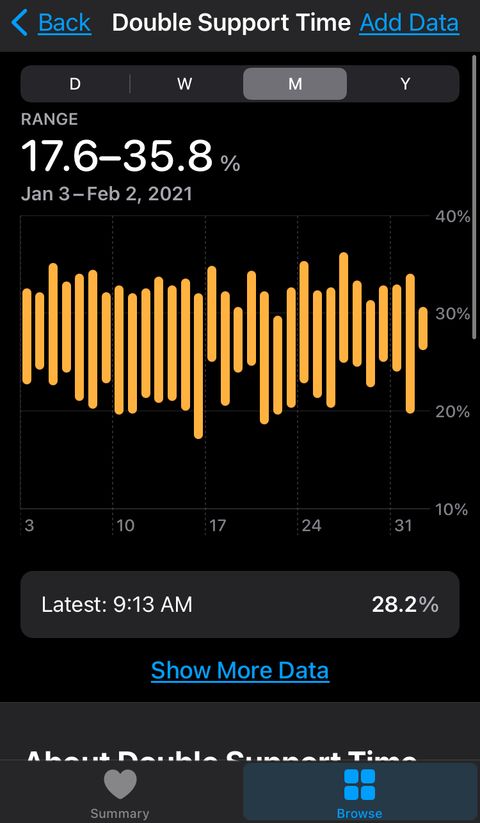 Back Double Support Time Add Data
D W M Y
RANGE
17.6–35.8 %
Jan 3–Feb 2, 2021
40%
30%
20%
10%
3 10 17 24 31
Latest: 9:13 AM 28.2%
Show More Data
About Double Support Time
Summary Browse